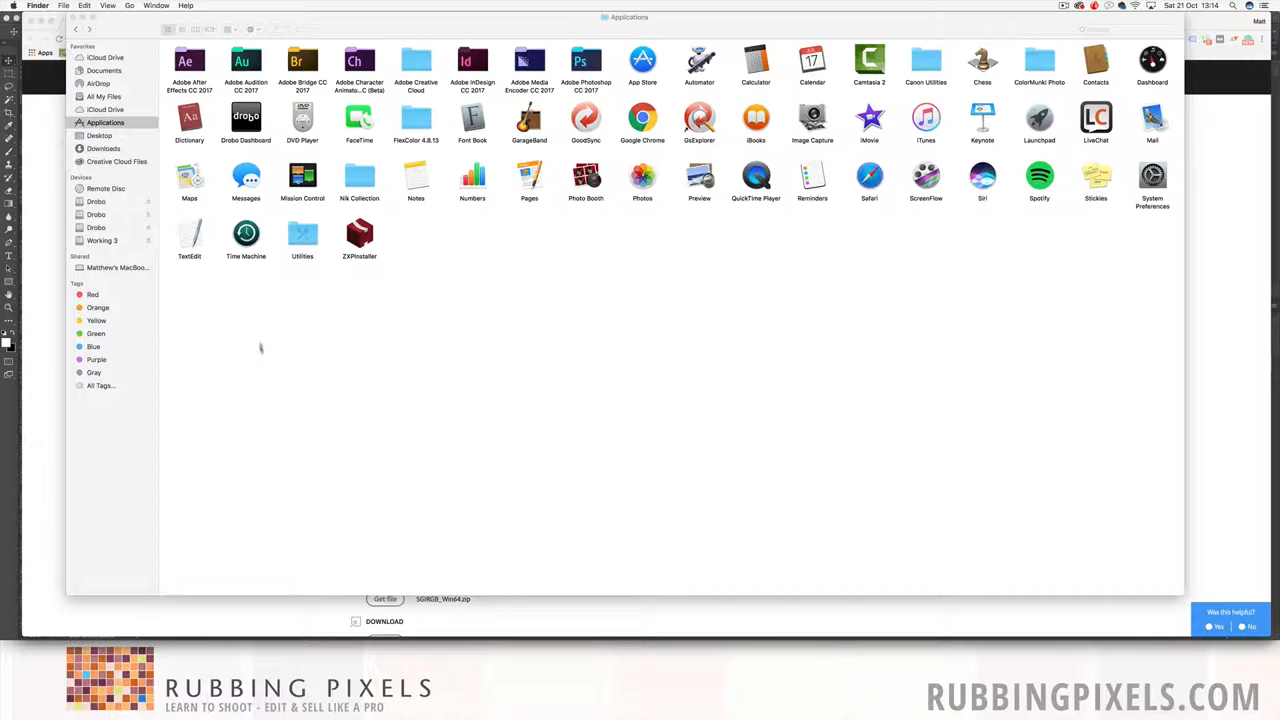 Finder File Edit View Go Window Help
Sat 21 Oct 13:14
Applications
Matt
Apps
Favorites
iCloud Drive
Documents
AirDrop
All My Files
iCloud Drive
Applications
Desktop
Downloads
Creative Cloud Files
Devices
Remote Disc
Drobo
Drobo
Drobo
Working 3
Shared
Matthew's MacBoo...
Tags
Red
Orange
Yellow
Green
Blue
Purple
Gray
All Tags...
Ae Au Br Ch Id Ps 17 JUL
Adobe After Adobe Audition Adobe Bridge CC Adobe Character Adobe Creative Adobe InDesign Adobe Media Adobe Photoshop App Store Automator Calculator Calendar Camtasia 2 Canon Utilities Chess ColorMunki Photo Contacts Dashboard
Effects CC 2017 CC 2017 2017 Animato...C (Beta) Cloud CC 2017 Encoder CC 2017 CC 2017
Aa drobo DVD F LC
Dictionary Drobo Dashboard DVD Player FaceTime FlexColor 4.8.13 Font Book GarageBand GoodSync Google Chrome GsExplorer iBooks Image Capture iMovie iTunes Keynote Launchpad LiveChat Mail
Maps Messages Mission Control Nik Collection Notes Numbers Pages Photo Booth Photos Preview QuickTime Player Reminders Safari ScreenFlow Siri Spotify Stickies System
Preferences
TextEdit Time Machine Utilities ZXPInstaller
Get file SGIRGB_Win64.zip
DOWNLOAD
Was this helpful?
Yes No
RUBBING PIXELS
LEARN TO SHOOT - EDIT & SELL LIKE A PRO
RUBBINGPIXELS.COM